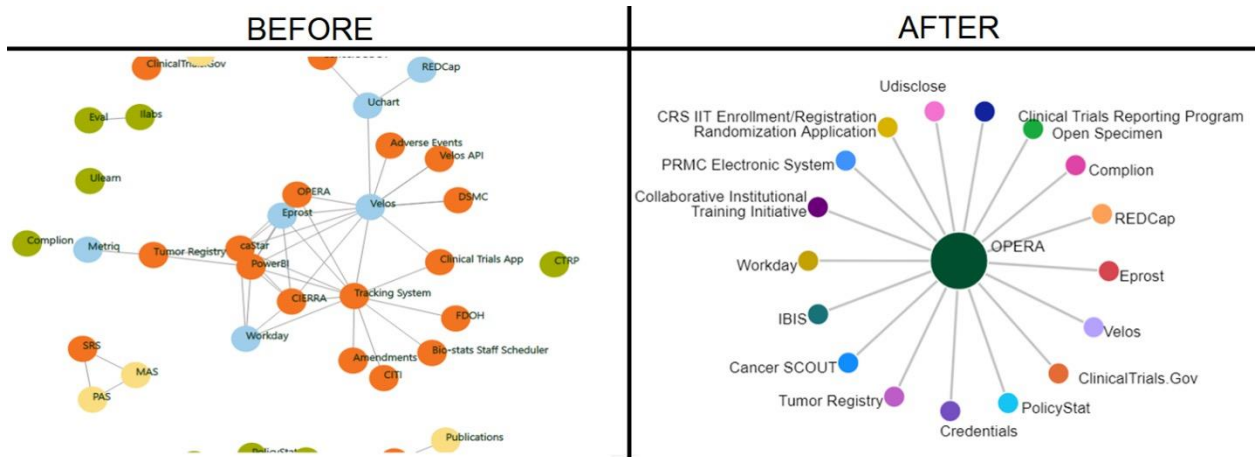 BEFORE
AFTER
ClinicalTrials.Gov
REDCap
Uchart
Eval
Ilabs
Adverse Events
Velos API
Ulearn
OPERA
DSMC
Eprost
Velos
Complion
Metriq
Tumor Registry
caStar
PowerBI
Clinical Trials App
CTRP
CIERRA
Tracking System
FDOH
Workday
SRS
MAS
PAS
Amendments
Bio-stats Staff Scheduler
CITI
Publications
PolicyStat
Udisclose
CRS IIT Enrollment/Registration
Randomization Application
Clinical Trials Reporting Program
Open Specimen
PRMC Electronic System
Complion
Collaborative Institutional
Training Initiative
REDCap
OPERA
Workday
Eprost
IBIS
Velos
Cancer SCOUT
ClinicalTrials.Gov
Tumor Registry
PolicyStat
Credentials